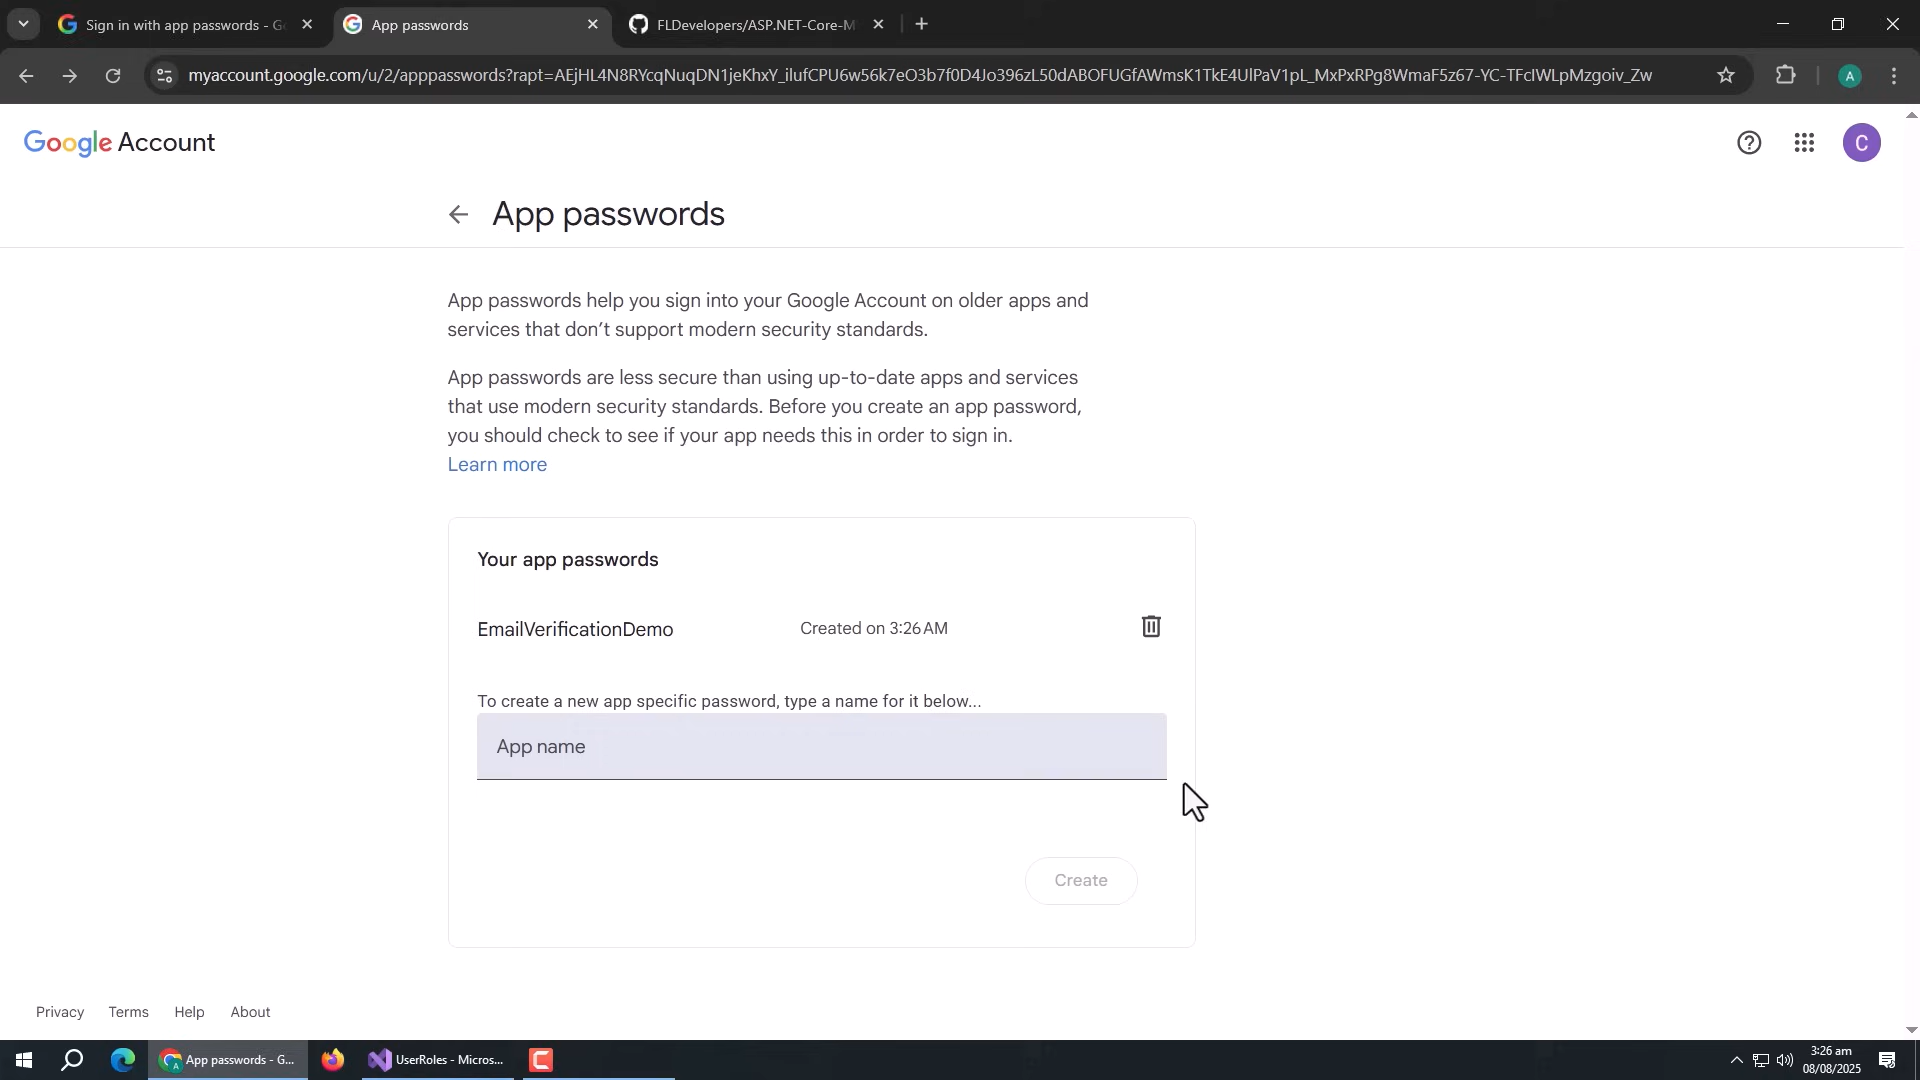 Sign in with app passwords - G
App passwords
FLDevelopers/ASP.NET-Core-M
myaccount.google.com/u/2/apppasswords?rapt=AEjHL4N8RYcqNuqDN1jeKhxY_ilufCPU6w56k7eO3b7f0D4Jo396zL50dABOFUGfAWmsK1TkE4UlPaV1pL_MxPxRPg8WmaF5z67-YC-TFcIWLpMzgoiv_Zw
A
Google Account
C
App passwords
App passwords help you sign into your Google Account on older apps and
services that don’t support modern security standards.
App passwords are less secure than using up-to-date apps and services
that use modern security standards. Before you create an app password,
you should check to see if your app needs this in order to sign in.
Learn more
Your app passwords
EmailVerificationDemo
Created on 3:26 AM
To create a new app specific password, type a name for it below...
App name
Create
Privacy
Terms
Help
About
App passwords - G...
UserRoles - Micros...
3:26 am
08/08/2025